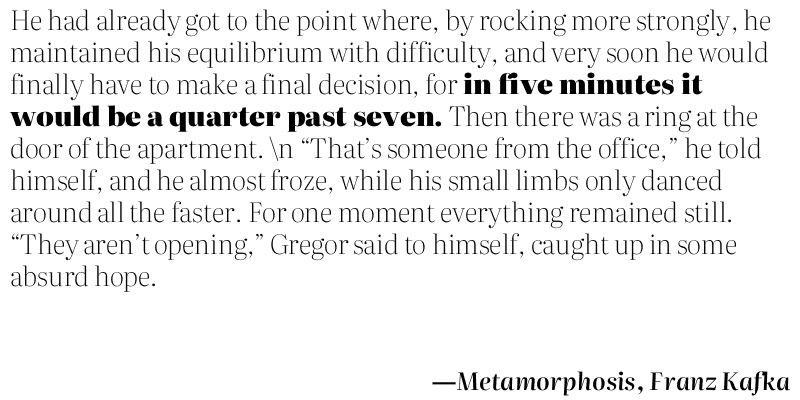 He had already got to the point where, by rocking more strongly, he
maintained his equilibrium with difficulty, and very soon he would
finally have to make a final decision, for in five minutes it
would be a quarter past seven. Then there was a ring at the
door of the apartment. \n “That’s someone from the office,” he told
himself, and he almost froze, while his small limbs only danced
around all the faster. For one moment everything remained still.
“They aren’t opening,” Gregor said to himself, caught up in some
absurd hope.
—Metamorphosis, Franz Kafka